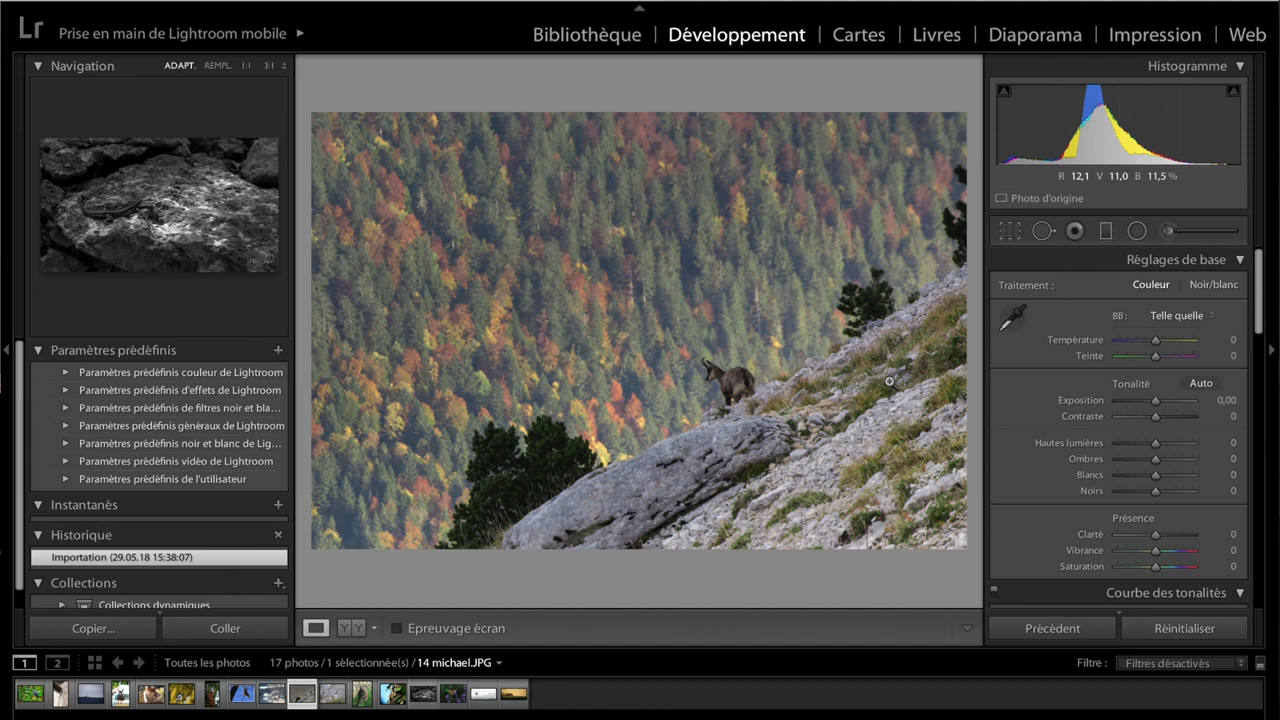 Lr Prise en main de Lightroom mobile
Bibliothèque | Développement | Cartes | Livres | Diaporama | Impression | Web
Navigation ADAPT. REMPL. 1:1 3:1
Paramètres prédéfinis +
Paramètres prédéfinis couleur de Lightroom
Paramètres prédéfinis d'effets de Lightroom
Paramètres prédéfinis de filtres noir et bla...
Paramètres prédéfinis généraux de Lightroom
Paramètres prédéfinis noir et blanc de Lig...
Paramètres prédéfinis vidéo de Lightroom
Paramètres prédéfinis de l'utilisateur
Instantanés +
Historique ×
Importation (29.05.18 15:38:07)
Collections +
Collections dynamiques
Copier... Coller
YY Epreuvage écran
Histogramme
R 12,1 V 11,0 B 11,5 %
Photo d'origine
Réglages de base
Traitement : Couleur | Noir/blanc
BB : Telle quelle
Température 0
Teinte 0
Tonalité Auto
Exposition 0,00
Contraste 0
Hautes lumières 0
Ombres 0
Blancs 0
Noirs 0
Présence
Clarté 0
Vibrance 0
Saturation 0
Courbe des tonalités
Précédent Réinitialiser
1 2 Toutes les photos 17 photos / 1 sélectionnée(s) / 14 michael.JPG
Filtre : Filtres désactivés